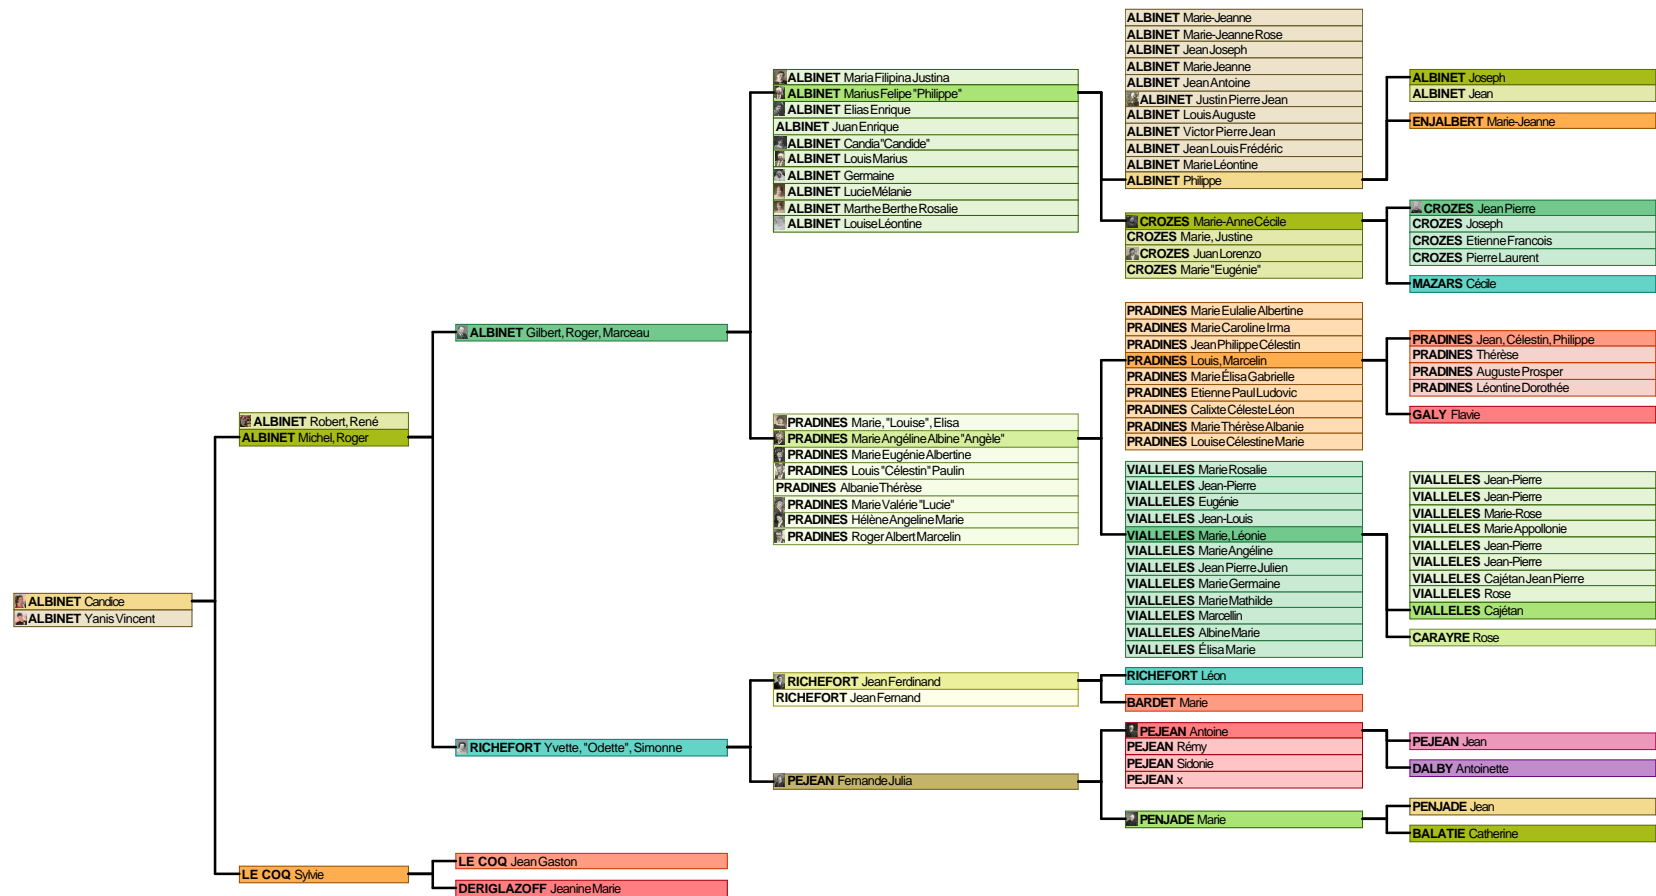 ALBINET Candice
ALBINET Yanis Vincent
ALBINET Robert, René
ALBINET Michel, Roger
LE COQ Sylvie
ALBINET Gilbert, Roger, Marceau
RICHEFORT Yvette, "Odette", Simonne
LE COQ Jean Gaston
DERIGLAZOFF Jeanine Marie
ALBINET Maria Filipina Justina
ALBINET Marius Felipe "Philippe"
ALBINET Elias Enrique
ALBINET Juan Enrique
ALBINET Candia "Candide"
ALBINET Louis Marius
ALBINET Germaine
ALBINET Lucie Mélanie
ALBINET Marthe Berthe Rosalie
ALBINET Louise Léontine
PRADINES Marie, "Louise", Elisa
PRADINES Marie Angéline Albine "Angèle"
PRADINES Marie Eugénie Albertine
PRADINES Louis "Célestin" Paulin
PRADINES Albanie Thérèse
PRADINES Marie Valérie "Lucie"
PRADINES Hélène Angeline Marie
PRADINES Roger Albert Marcelin
RICHEFORT Jean Ferdinand
RICHEFORT Jean Fernand
PEJEAN Fernande Julia
ALBINET Marie-Jeanne
ALBINET Marie-Jeanne Rose
ALBINET Jean Joseph
ALBINET Marie Jeanne
ALBINET Jean Antoine
ALBINET Justin Pierre Jean
ALBINET Louis Auguste
ALBINET Victor Pierre Jean
ALBINET Jean Louis Frédéric
ALBINET Marie Léontine
ALBINET Philippe
CROZES Marie-Anne Cécile
CROZES Marie, Justine
CROZES Juan Lorenzo
CROZES Marie "Eugénie"
PRADINES Marie Eulalie Albertine
PRADINES Marie Caroline Irma
PRADINES Jean Philippe Célestin
PRADINES Louis, Marcelin
PRADINES Marie Élisa Gabrielle
PRADINES Etienne Paul Ludovic
PRADINES Calixte Céleste Léon
PRADINES Marie Thérèse Albanie
PRADINES Louise Célestine Marie
VIALLELES Marie Rosalie
VIALLELES Jean-Pierre
VIALLELES Eugénie
VIALLELES Jean-Louis
VIALLELES Marie, Léonie
VIALLELES Marie Angéline
VIALLELES Jean Pierre Julien
VIALLELES Marie Germaine
VIALLELES Marie Mathilde
VIALLELES Marcellin
VIALLELES Albine Marie
VIALLELES Élisa Marie
RICHEFORT Léon
BARDET Marie
PEJEAN Antoine
PEJEAN Rémy
PEJEAN Sidonie
PEJEAN x
PENJADE Marie
ALBINET Joseph
ALBINET Jean
ENJALBERT Marie-Jeanne
CROZES Jean Pierre
CROZES Joseph
CROZES Etienne Francois
CROZES Pierre Laurent
MAZARS Cécile
PRADINES Jean, Célestin, Philippe
PRADINES Thérèse
PRADINES Auguste Prosper
PRADINES Léontine Dorothée
GALY Flavie
VIALLELES Jean-Pierre
VIALLELES Jean-Pierre
VIALLELES Marie-Rose
VIALLELES Marie Appollonie
VIALLELES Jean-Pierre
VIALLELES Jean-Pierre
VIALLELES Cajétan Jean Pierre
VIALLELES Rose
VIALLELES Cajétan
CARAYRE Rose
PEJEAN Jean
DALBY Antoinette
PENJADE Jean
BALATIE Catherine